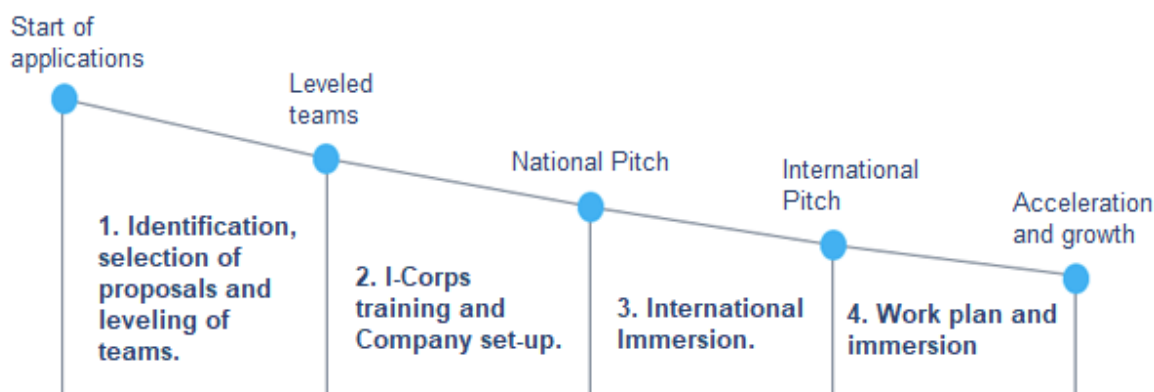 Start of
applications
Leveled
teams
National Pitch
International
Pitch
Acceleration
and growth
1. Identification,
selection of
proposals and
leveling of
teams.
2. I-Corps
training and
Company set-up.
3. International
Immersion.
4. Work plan and
immersion